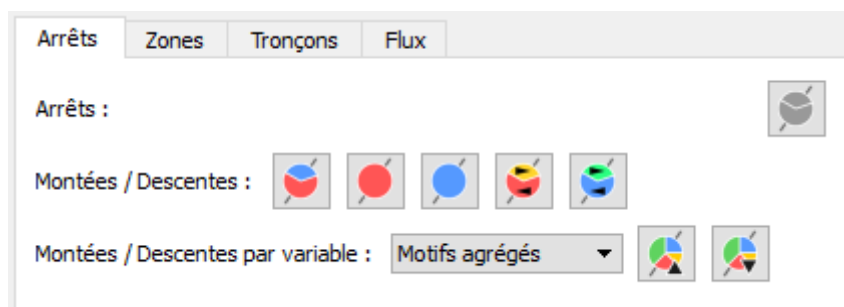 Arrêts Zones Tronçons Flux
Arrêts :
Montées / Descentes :
Montées / Descentes par variable : Motifs agrégés